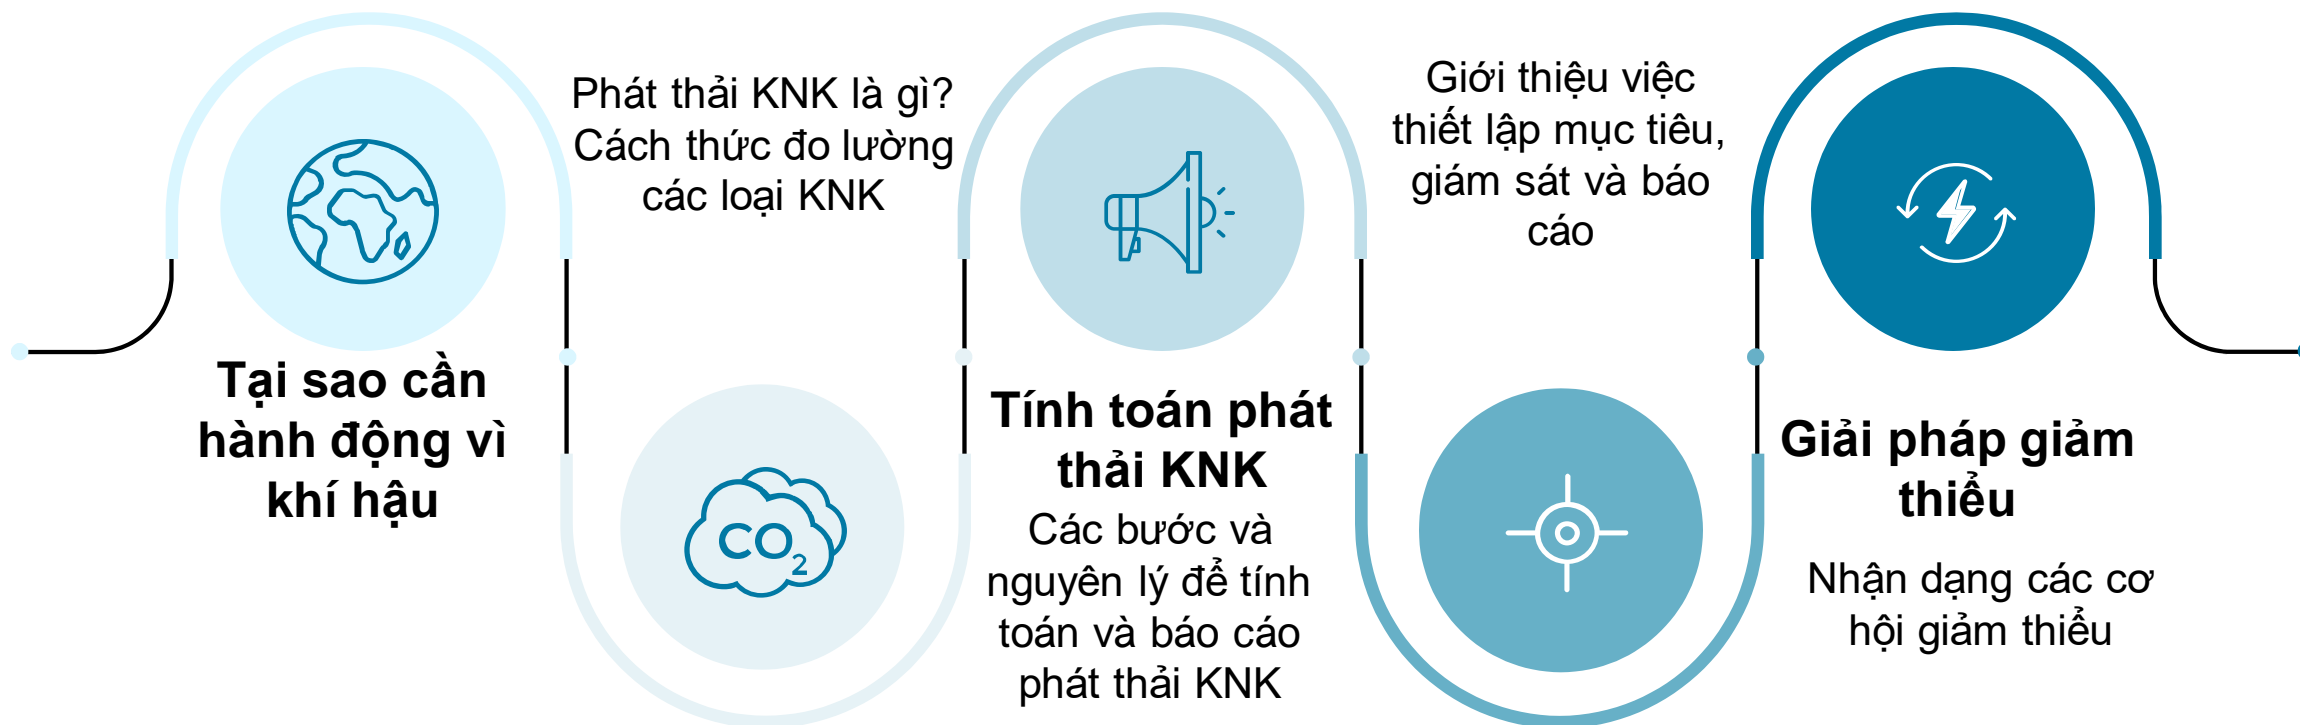 Tại sao cần
hành động vì
khí hậu
Phát thải KNK là gì?
Cách thức đo lường
các loại KNK
CO2
Tính toán phát
thải KNK
Các bước và
nguyên lý để tính
toán và báo cáo
phát thải KNK
Giới thiệu việc
thiết lập mục tiêu,
giám sát và báo
cáo
Giải pháp giảm
thiểu
Nhận dạng các cơ
hội giảm thiểu